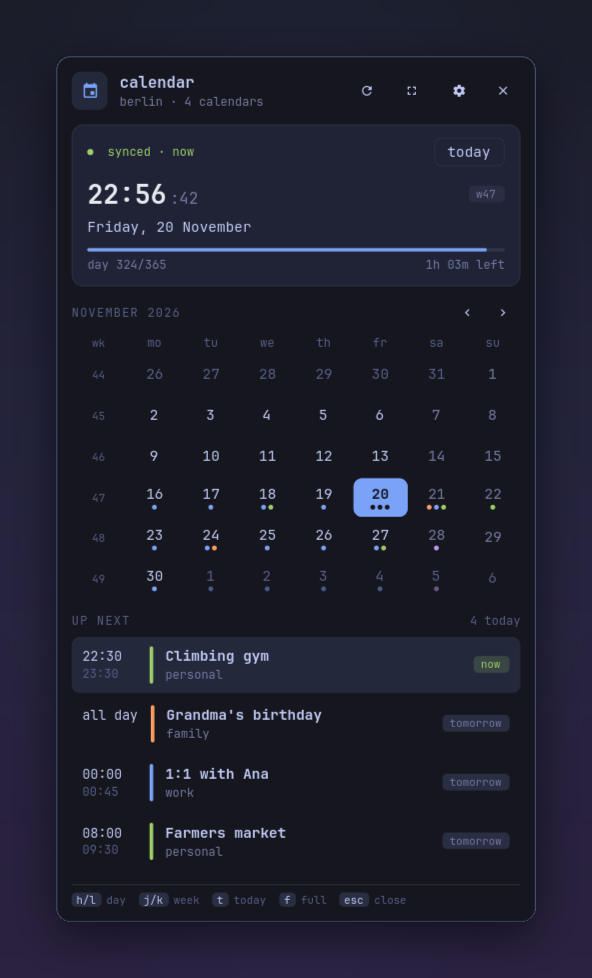 calendar
berlin · 4 calendars
synced · now
today
22:56 :42
w47
Friday, 20 November
day 324/365
1h 03m left
NOVEMBER 2026
wk mo tu we th fr sa su
44 26 27 28 29 30 31 1
45 2 3 4 5 6 7 8
46 9 10 11 12 13 14 15
47 16 17 18 19 20 21 22
48 23 24 25 26 27 28 29
49 30 1 2 3 4 5 6
UP NEXT
4 today
22:30 Climbing gym
23:30 personal
now
all day Grandma's birthday
family
tomorrow
00:00 1:1 with Ana
00:45 work
tomorrow
08:00 Farmers market
09:30 personal
tomorrow
h/l day j/k week t today f full esc close